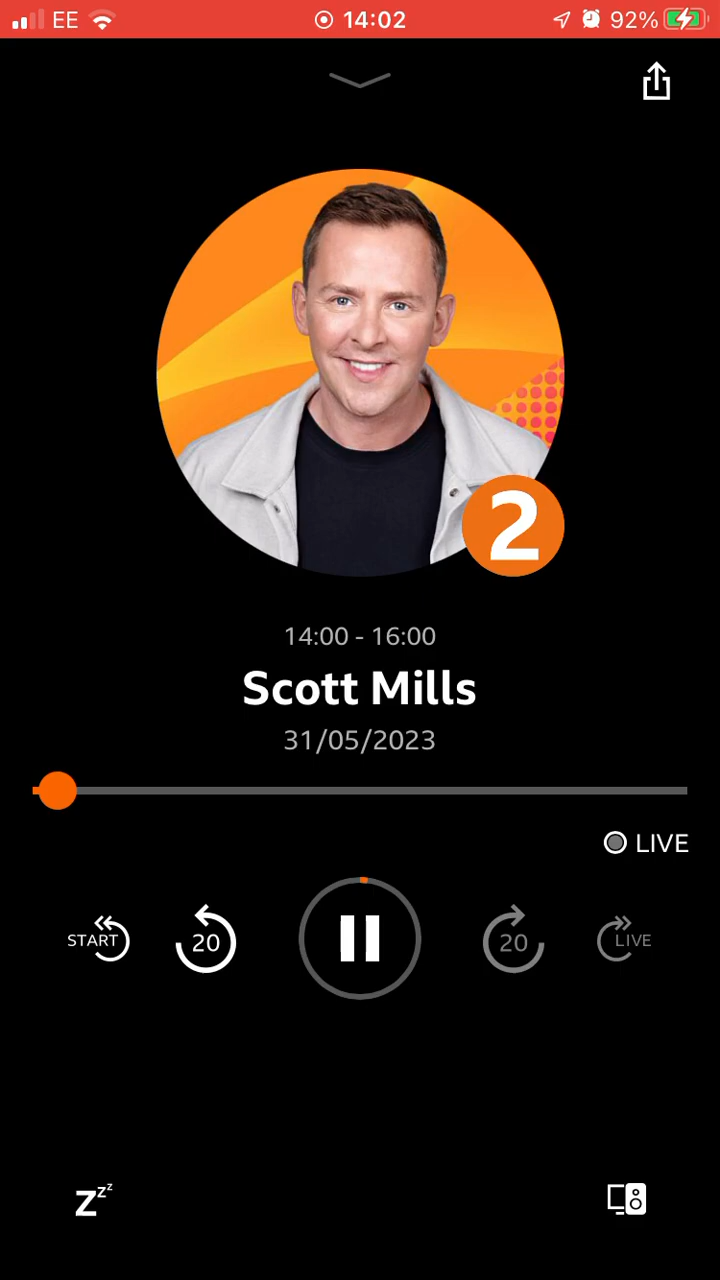 EE 14:02 92%
2
14:00 - 16:00
Scott Mills
31/05/2023
LIVE
START 20 20 LIVE
Zzz